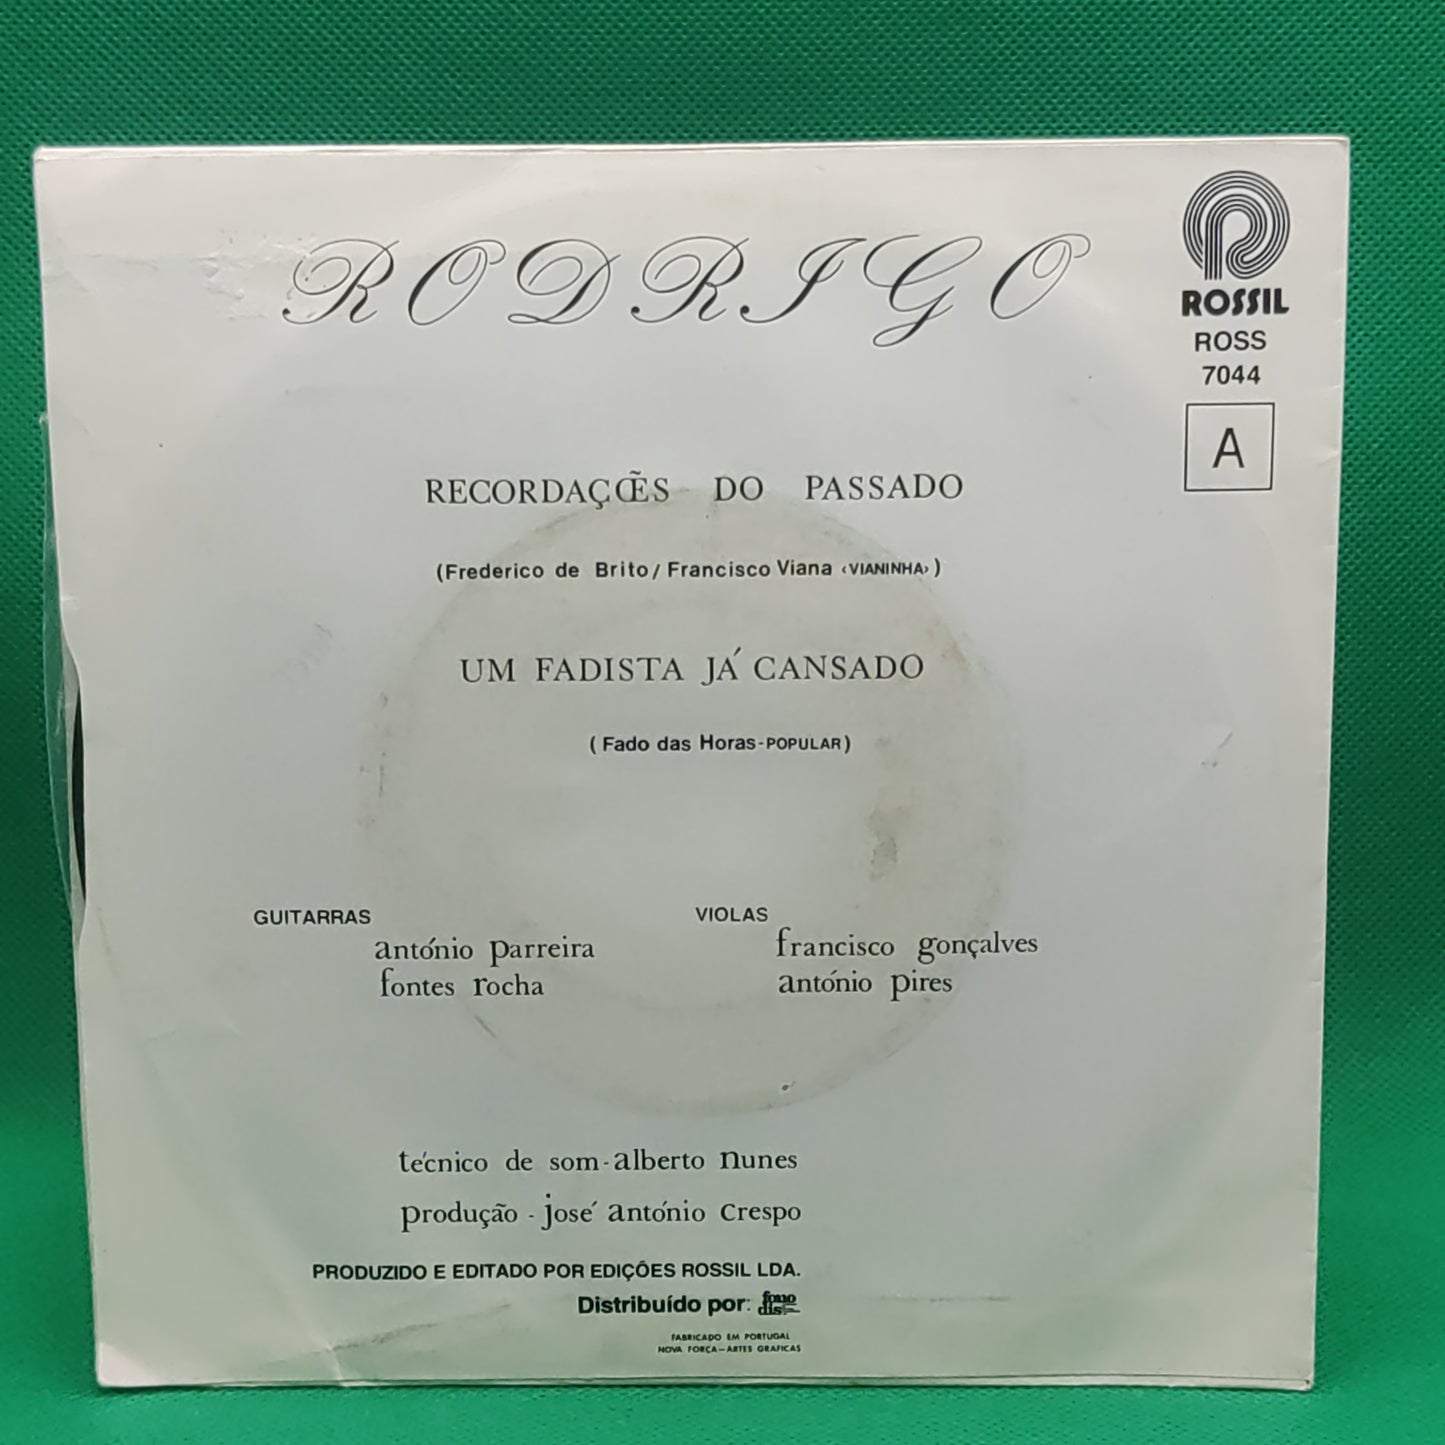 RODRIGO
ROSSIL
ROSS
7044
A
RECORDAÇŒ̃S DO PASSADO
(Frederico de Brito/Francisco Viana ‹VIANINHA›)
UM FADISTA JÁ CANSADO
(Fado das Horas-POPULAR)
GUITARRAS
antónio parreira
fontes rocha
VIOLAS
francisco gonçalves
antónio pires
técnico de som-alberto nunes
produção - josé antónio crespo
PRODUZIDO E EDITADO POR EDIÇÕES ROSSIL LDA.
Distribuído por: fonodisc
FABRICADO EM PORTUGAL
NOVA FORÇA-ARTES GRAFICAS